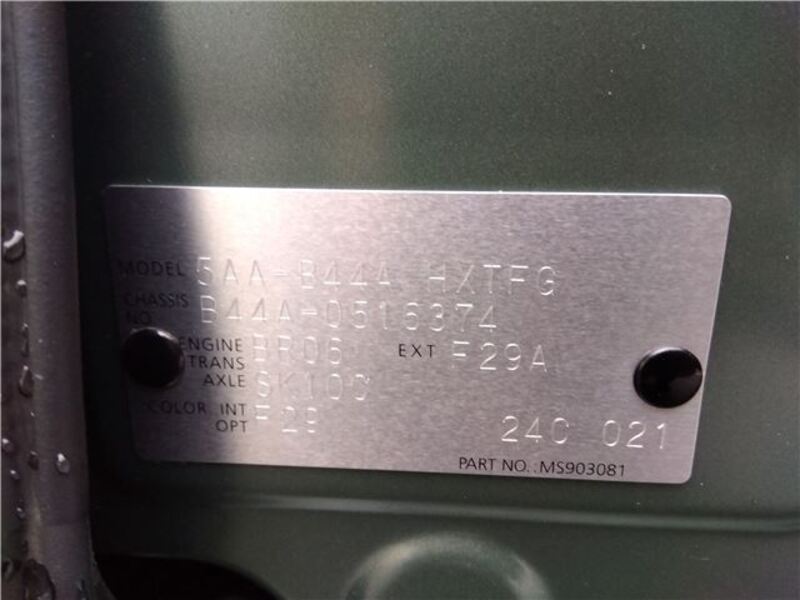 MODEL 5AA-B44A HXTFG
CHASSIS NO. B44A-0516374
ENGINE BR06 EXT F29A
TRANS
AXLE SK10C
COLOR INT F29
OPT 24C 021
PART NO.:MS903081